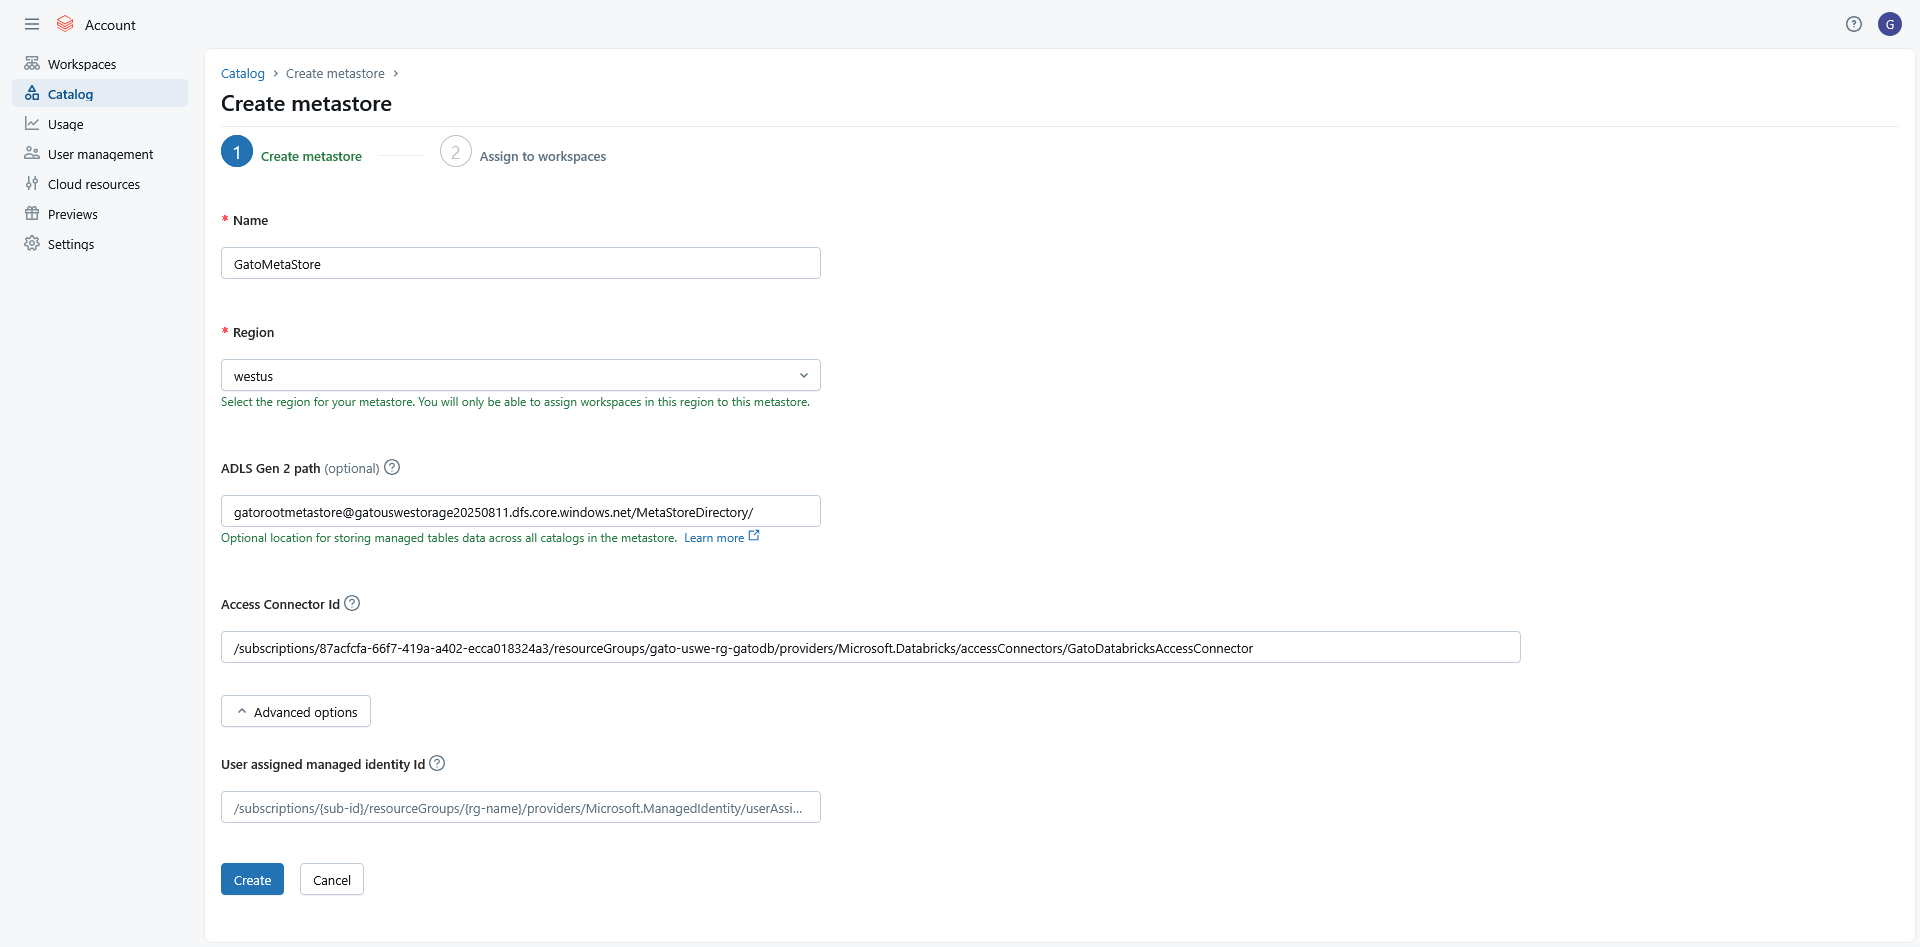 Account
G
Workspaces
Catalog
Usage
User management
Cloud resources
Previews
Settings
Catalog > Create metastore >
Create metastore
1 Create metastore 2 Assign to workspaces
* Name
GatoMetaStore
* Region
westus
Select the region for your metastore. You will only be able to assign workspaces in this region to this metastore.
ADLS Gen 2 path (optional) ?
gatorootmetastore@gatouswestorage20250811.dfs.core.windows.net/MetaStoreDirectory/
Optional location for storing managed tables data across all catalogs in the metastore. Learn more
Access Connector Id ?
/subscriptions/87acfcfa-66f7-419a-a402-ecca018324a3/resourceGroups/gato-uswe-rg-gatodb/providers/Microsoft.Databricks/accessConnectors/GatoDatabricksAccessConnector
Advanced options
User assigned managed identity Id ?
/subscriptions/{sub-id}/resourceGroups/{rg-name}/providers/Microsoft.ManagedIdentity/userAssi...
Create Cancel